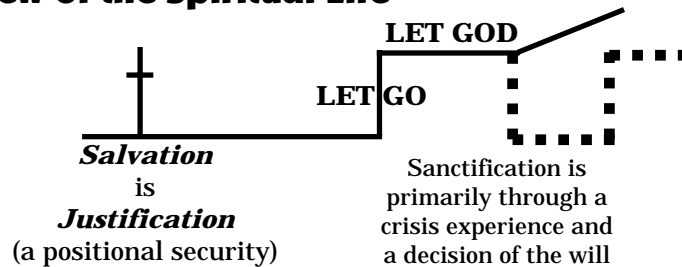 of the Spiritual Life
LET GOD
LET GO
Salvation
is
Justification
(a positional security)
Sanctification is
primarily through a
crisis experience and
a decision of the will